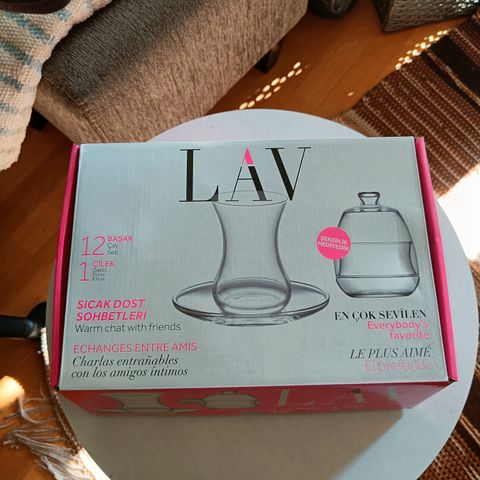 LAV
12 BAŞAK
Çay
Seti
1 ÇİLEK
ŞEKERLİK
HEDİYEDİR
SICAK DOST
SOHBETLERİ
Warm chat with friends
ECHANGES ENTRE AMIS
Charlas entrañables
con los amigos íntimos
EN ÇOK SEVİLEN
Everybody's
favorite
LE PLUS AIMÉ
El preferido